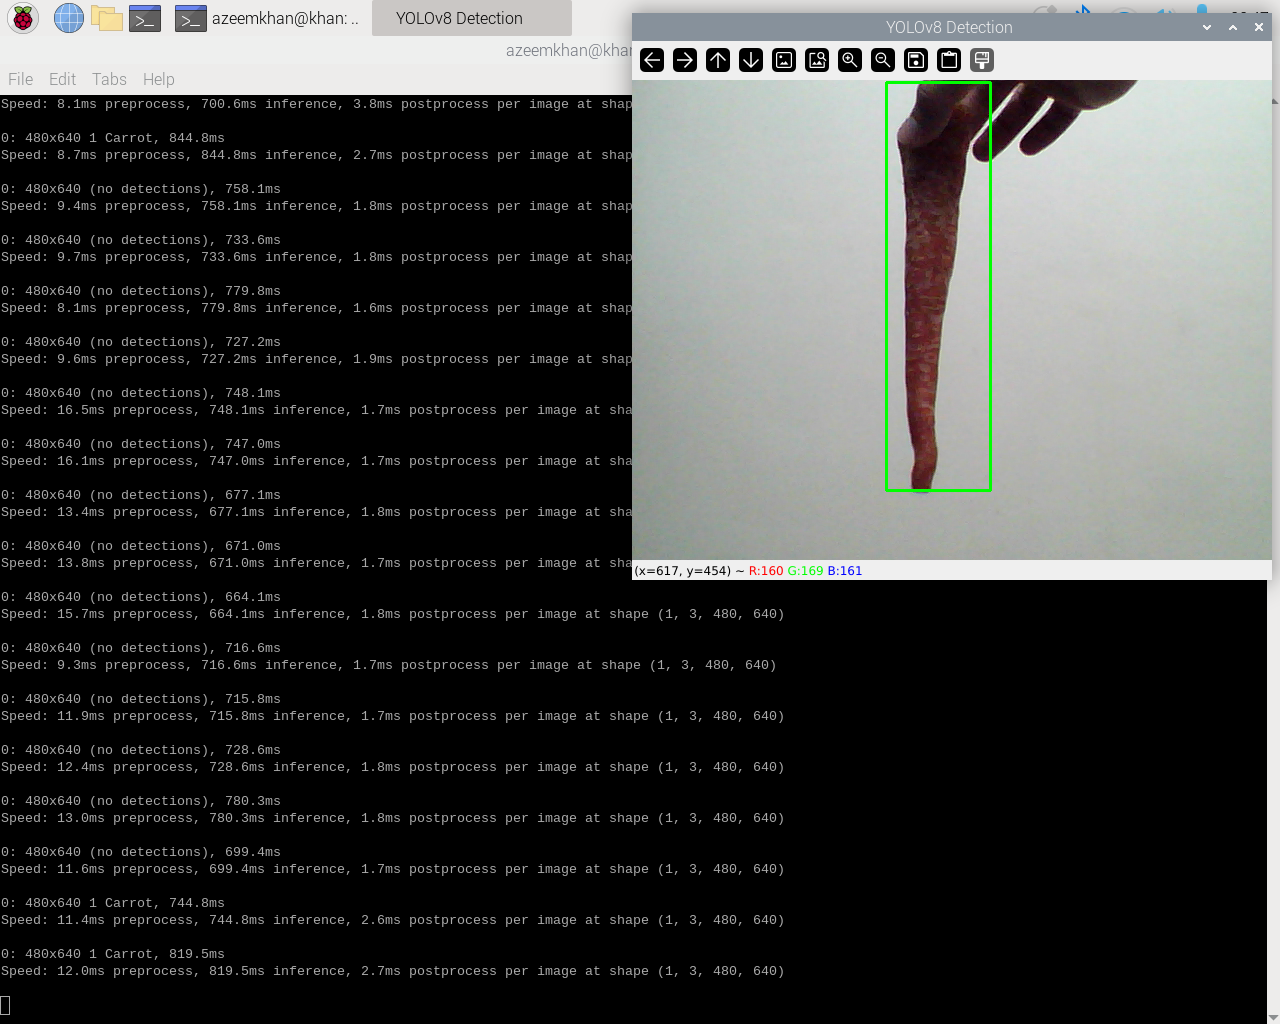 azeemkhan@khan: ..
YOLOv8 Detection
azeemkhan@khan
File Edit Tabs Help
Speed: 8.1ms preprocess, 700.6ms inference, 3.8ms postprocess per image at shap
0: 480x640 1 Carrot, 844.8ms
Speed: 8.7ms preprocess, 844.8ms inference, 2.7ms postprocess per image at shap
0: 480x640 (no detections), 758.1ms
Speed: 9.4ms preprocess, 758.1ms inference, 1.8ms postprocess per image at shap
0: 480x640 (no detections), 733.6ms
Speed: 9.7ms preprocess, 733.6ms inference, 1.8ms postprocess per image at shap
0: 480x640 (no detections), 779.8ms
Speed: 8.1ms preprocess, 779.8ms inference, 1.6ms postprocess per image at shap
0: 480x640 (no detections), 727.2ms
Speed: 9.6ms preprocess, 727.2ms inference, 1.9ms postprocess per image at shap
0: 480x640 (no detections), 748.1ms
Speed: 16.5ms preprocess, 748.1ms inference, 1.7ms postprocess per image at sha
0: 480x640 (no detections), 747.0ms
Speed: 16.1ms preprocess, 747.0ms inference, 1.7ms postprocess per image at sha
0: 480x640 (no detections), 677.1ms
Speed: 13.4ms preprocess, 677.1ms inference, 1.8ms postprocess per image at sha
0: 480x640 (no detections), 671.0ms
Speed: 13.8ms preprocess, 671.0ms inference, 1.7ms postprocess per image at sha
0: 480x640 (no detections), 664.1ms
Speed: 15.7ms preprocess, 664.1ms inference, 1.8ms postprocess per image at shape (1, 3, 480, 640)
0: 480x640 (no detections), 716.6ms
Speed: 9.3ms preprocess, 716.6ms inference, 1.7ms postprocess per image at shape (1, 3, 480, 640)
0: 480x640 (no detections), 715.8ms
Speed: 11.9ms preprocess, 715.8ms inference, 1.7ms postprocess per image at shape (1, 3, 480, 640)
0: 480x640 (no detections), 728.6ms
Speed: 12.4ms preprocess, 728.6ms inference, 1.8ms postprocess per image at shape (1, 3, 480, 640)
0: 480x640 (no detections), 780.3ms
Speed: 13.0ms preprocess, 780.3ms inference, 1.8ms postprocess per image at shape (1, 3, 480, 640)
0: 480x640 (no detections), 699.4ms
Speed: 11.6ms preprocess, 699.4ms inference, 1.7ms postprocess per image at shape (1, 3, 480, 640)
0: 480x640 1 Carrot, 744.8ms
Speed: 11.4ms preprocess, 744.8ms inference, 2.6ms postprocess per image at shape (1, 3, 480, 640)
0: 480x640 1 Carrot, 819.5ms
Speed: 12.0ms preprocess, 819.5ms inference, 2.7ms postprocess per image at shape (1, 3, 480, 640)
YOLOv8 Detection
(x=617, y=454) ~ R:160 G:169 B:161